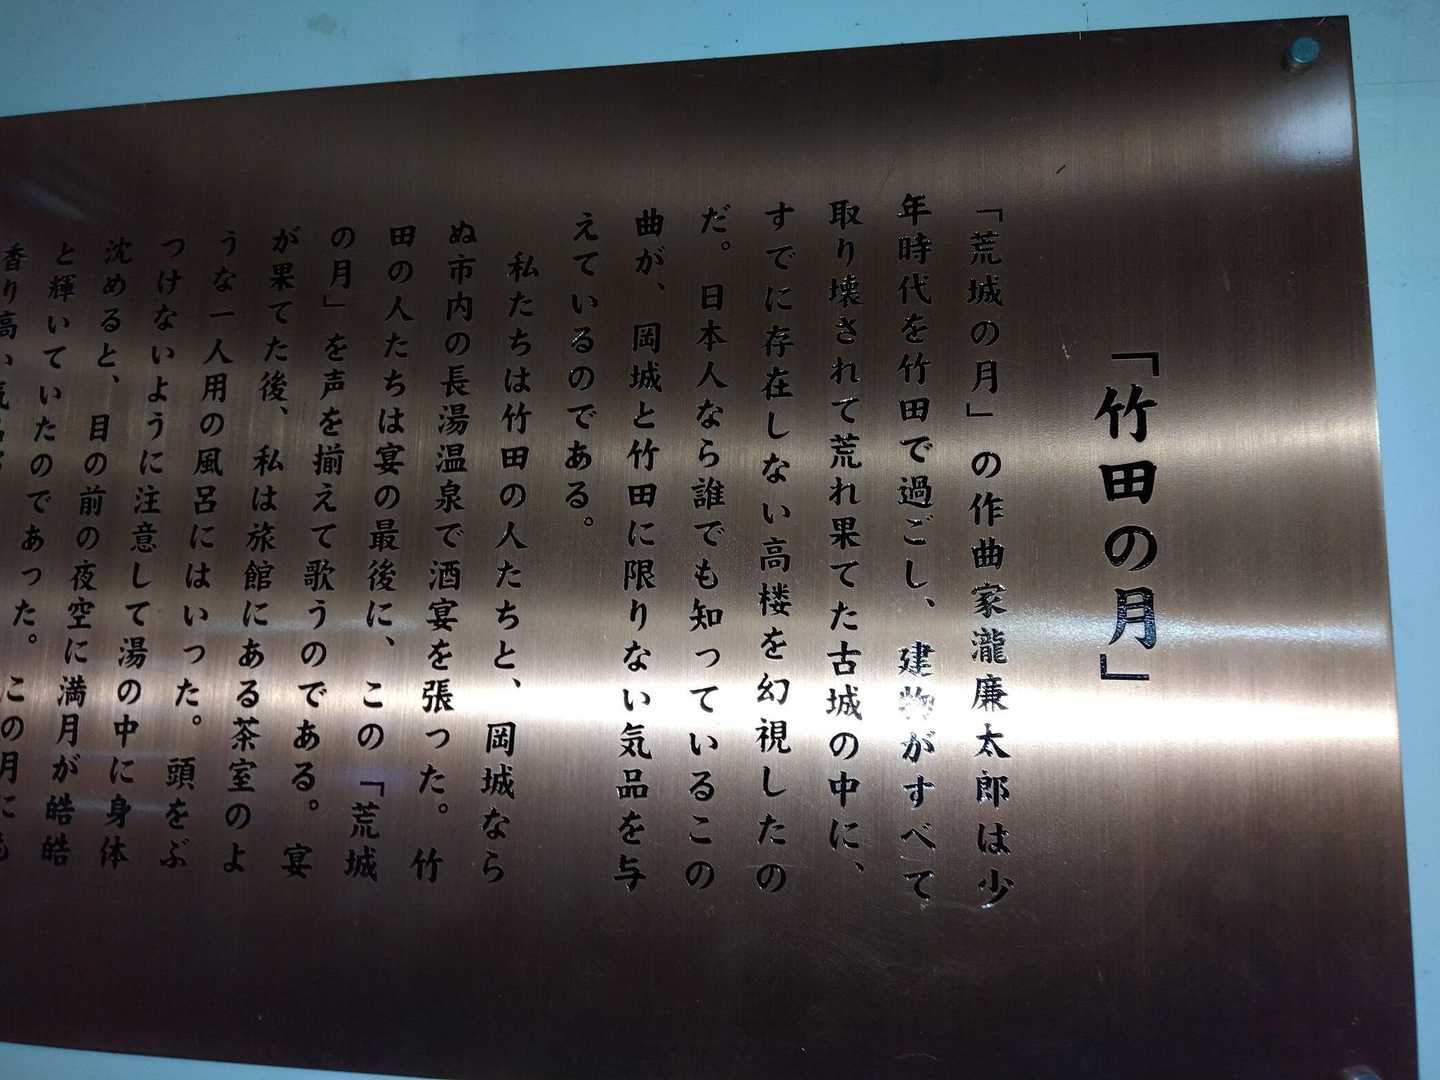 「竹田の月」
「荒城の月」の作曲家瀧廉太郎は少
年時代を竹田で過ごし、建物がすべて
取り壊されて荒れ果てた古城の中に、
すでに存在しない高楼を幻視したの
だ。日本人なら誰でも知っているこの
曲が、岡城と竹田に限りない気品を与
えているのである。
私たちは竹田の人たちと、岡城なら
ぬ市内の長湯温泉で酒宴を張った。竹
田の人たちは宴の最後に、この「荒城
の月」を声を揃えて歌うのである。宴
が果てた後、私は旅館にある茶室のよ
うな一人用の風呂にはいった。頭をぶ
つけないように注意して湯の中に身体
沈めると、目の前の夜空に満月が皓皓
と輝いていたのであった。
香り高い気 この月にも